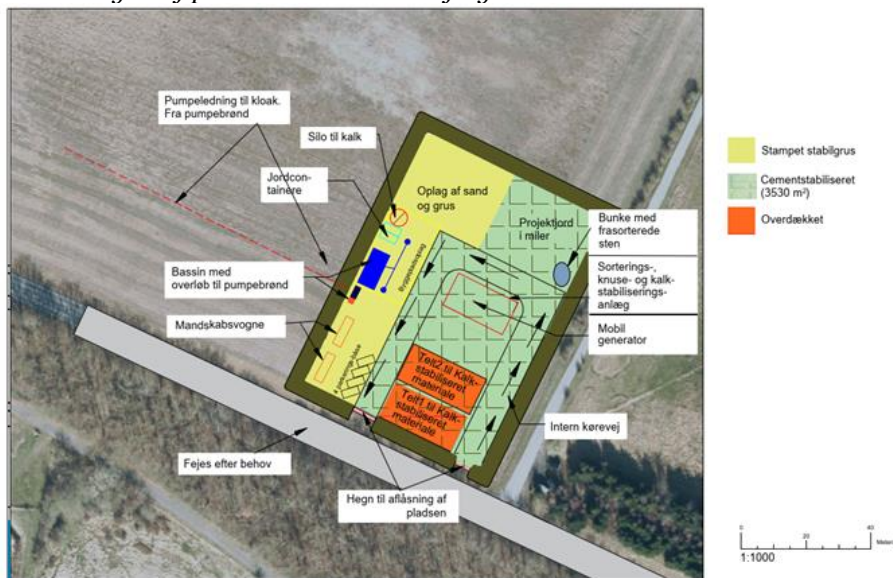 Pumpeledning til kloak.
Fra pumpebrønd
Silo til kalk
Jordcon-
tainere
Oplag af sand
og grus
Projektjord
i miler
Bunke med
frasorterede
sten
Sorterings-,
knuse- og kalk-
stabiliserings-
anlæg
Mobil
generator
Bassin med
overløb til pumpebrønd
Mandskabsvogne
Telt2 til Kalk-
stabiliseret
materiale
Telt1 til Kalk-
stabiliseret
materiale
Intern kørevej
Fejes efter behov
Hegn til aflåsning af
pladsen
Stampet stabilgrus
Cementstabiliseret
(3530 m²)
Overdækket
0
20
40
1:1000